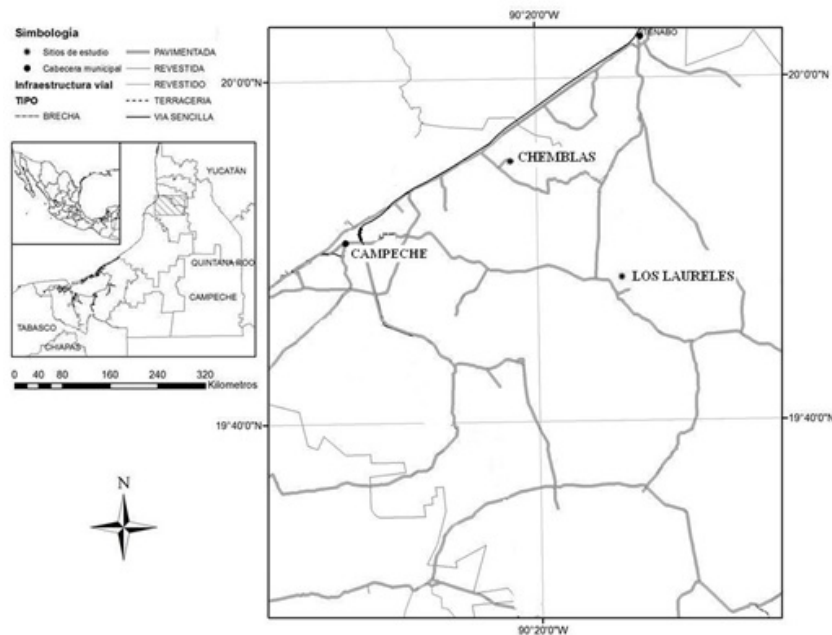 Simbología
Sitios de estudio
Cabecera municipal
Infraestructura vial
TIPO
BRECHA
PAVIMENTADA
REVESTIDA
REVESTIDO
TERRACERIA
VIA SENCILLA
YUCATÁN
QUINTANA ROO
CAMPECHE
TABASCO
CHIAPAS
0 40 80 160 240 320
Kilometros
N
90°20'0"W
20°0'0"N
20°0'0"N
TENABO
CHEMBLAS
CAMPECHE
LOS LAURELES
19°40'0"N
19°40'0"N
90°20'0"W